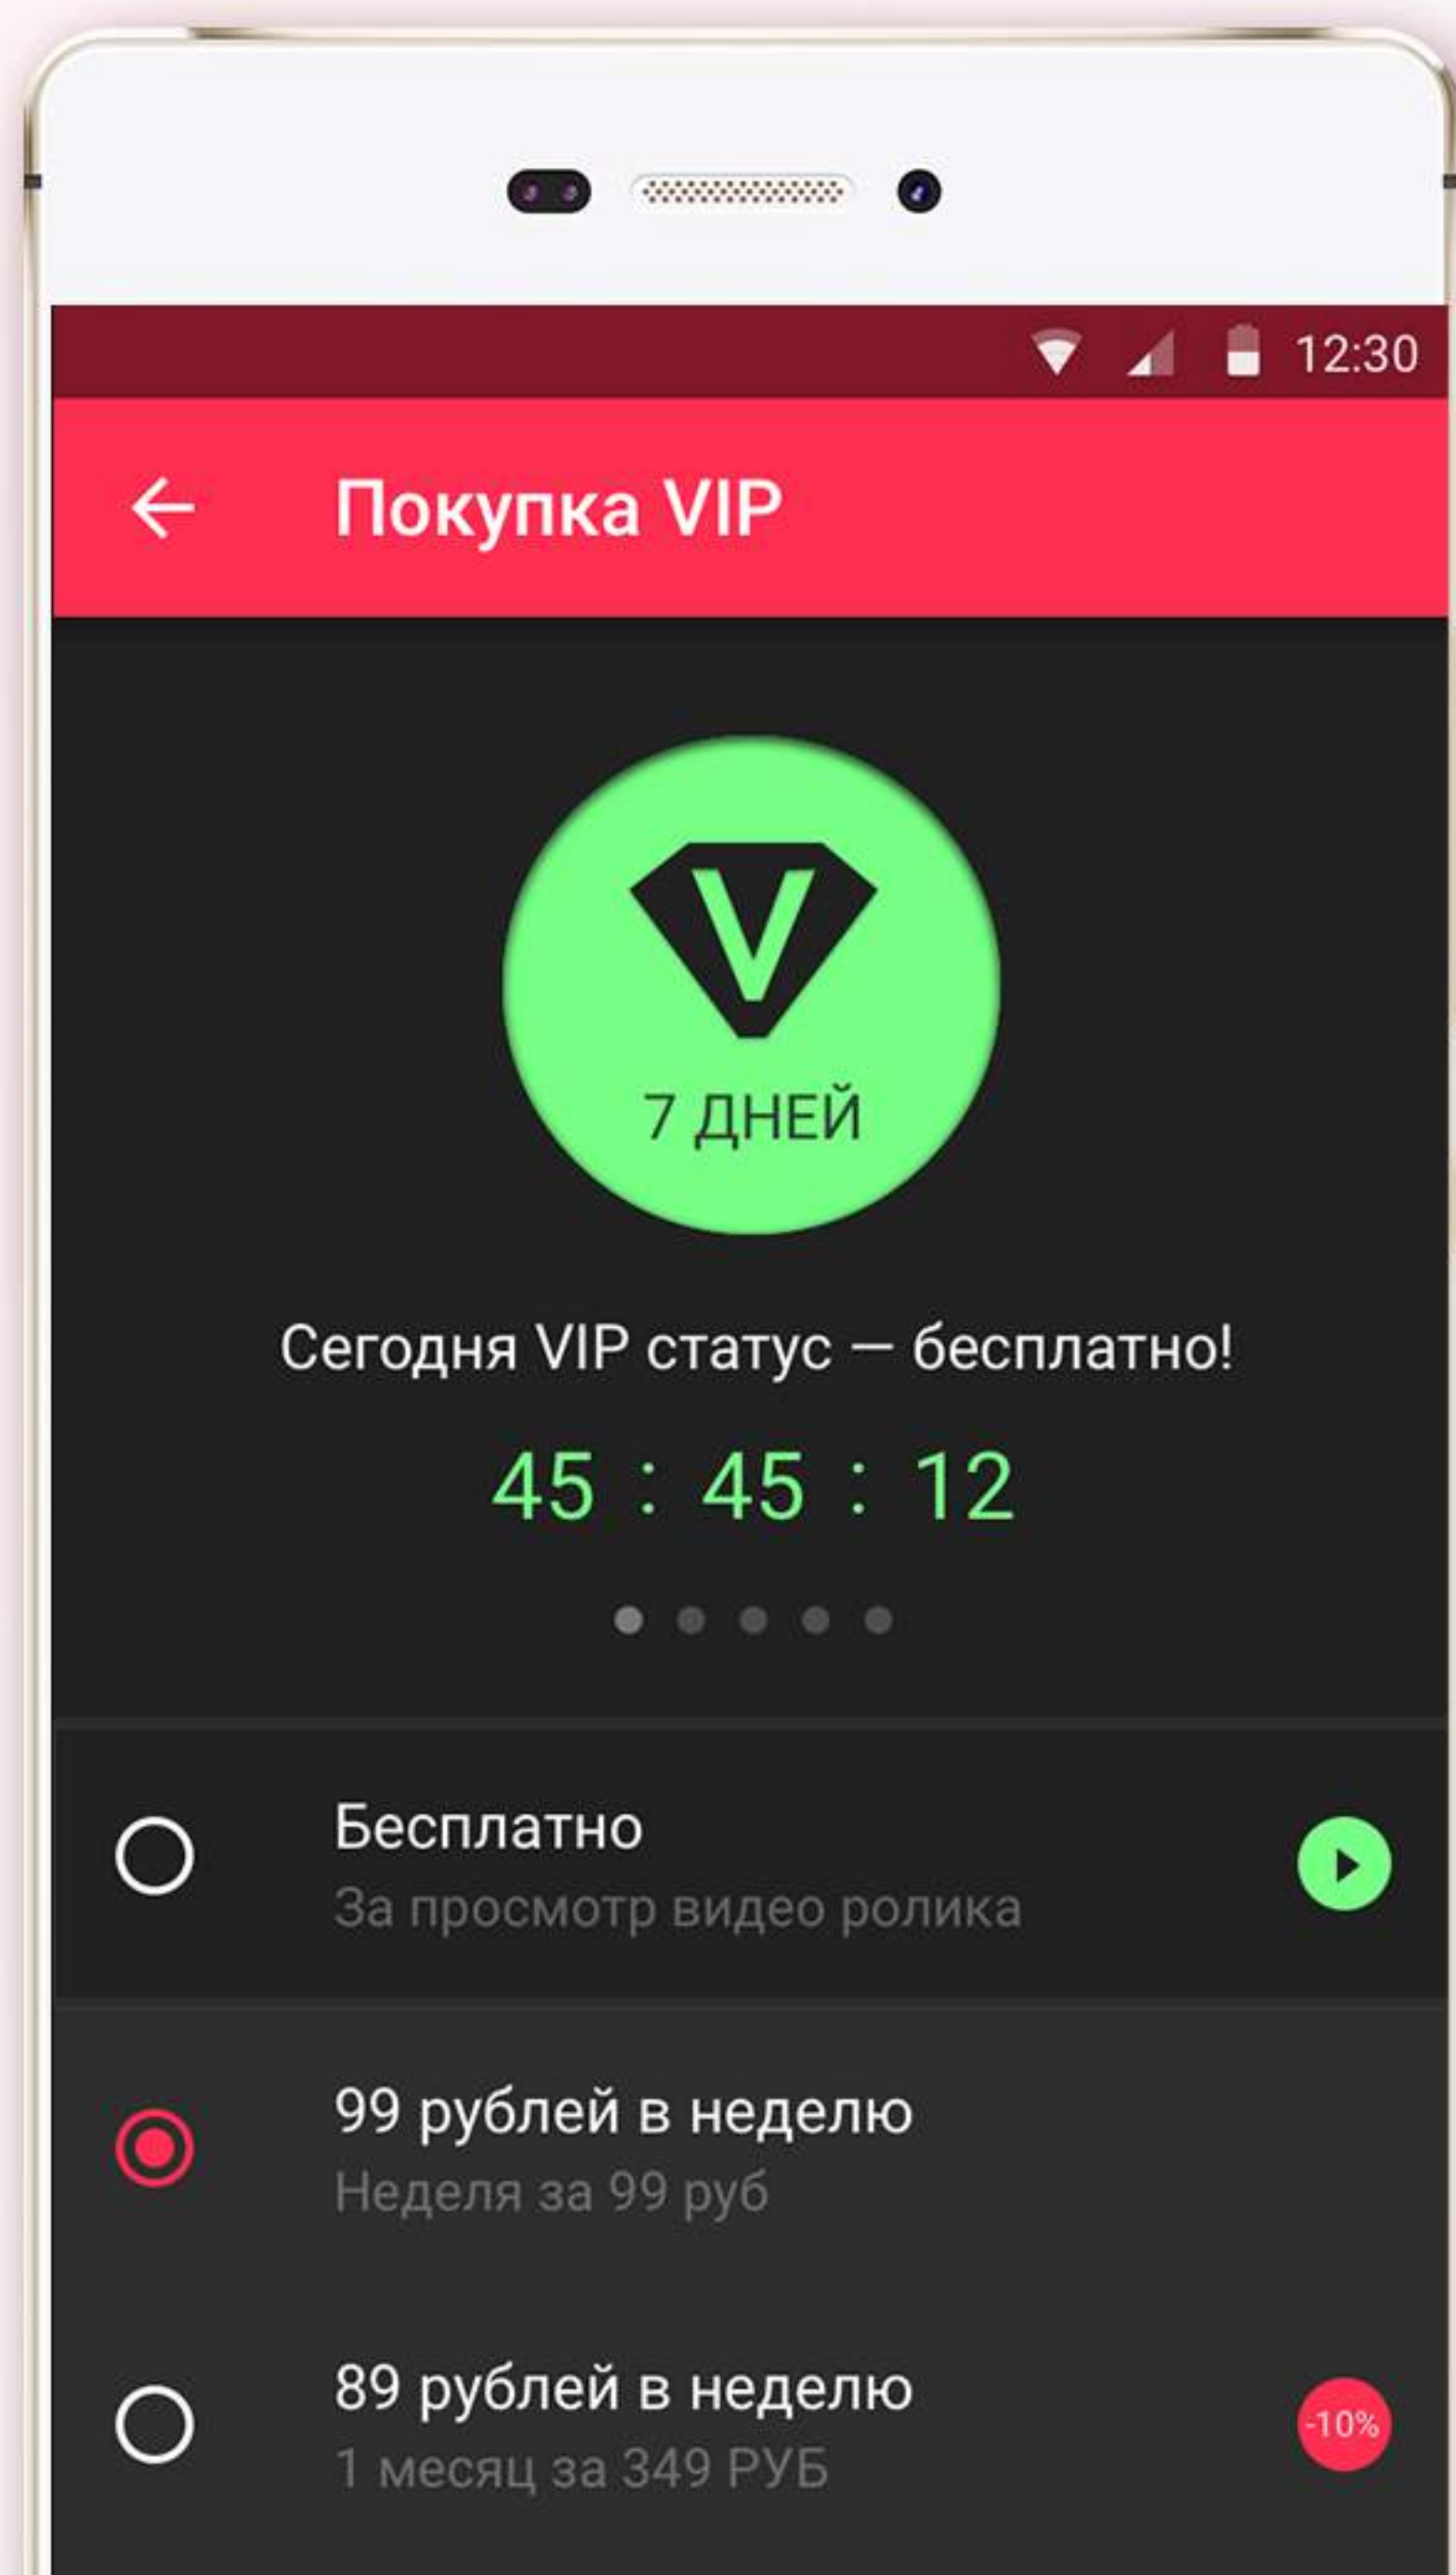 12:30
Покупка VIP
V
7 ДНЕЙ
Сегодня VIP статус — бесплатно!
45 : 45 : 12
Бесплатно
За просмотр видео ролика
99 рублей в неделю
Неделя за 99 руб
89 рублей в неделю
-10%
1 месяц за 349 РУБ